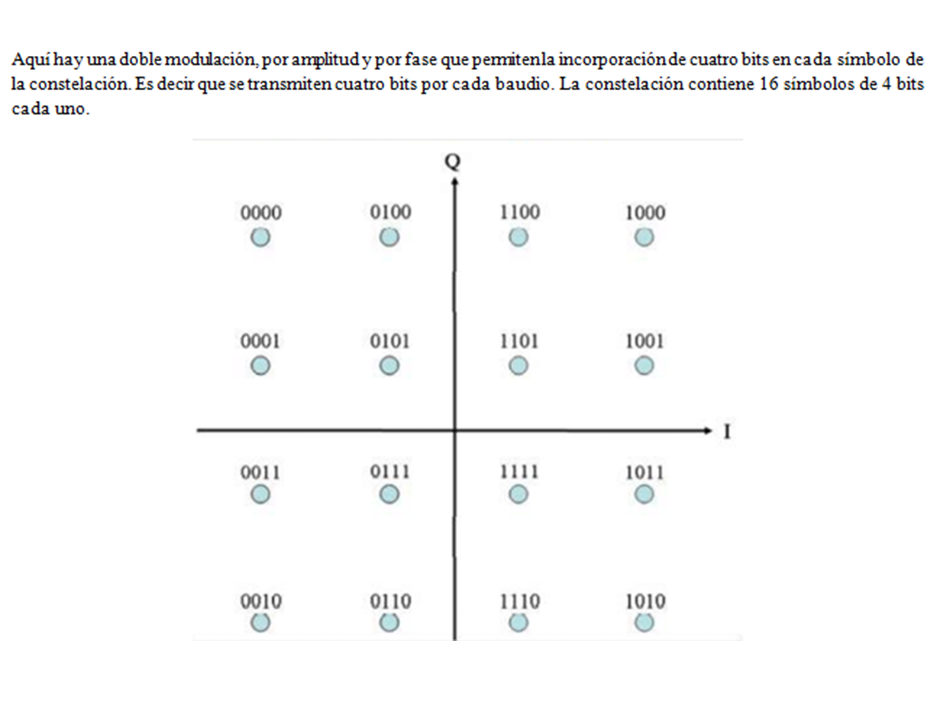 Aquí hay una doble modulación, por amplitud y por fase que permiten la incorporación de cuatro bits en cada símbolo de
la constelación. Es decir que se transmiten cuatro bits por cada baudio. La constelación contiene 16 símbolos de 4 bits
cada uno.
Q
0000 0100 1100 1000
0001 0101 1101 1001
I
0011 0111 1111 1011
0010 0110 1110 1010